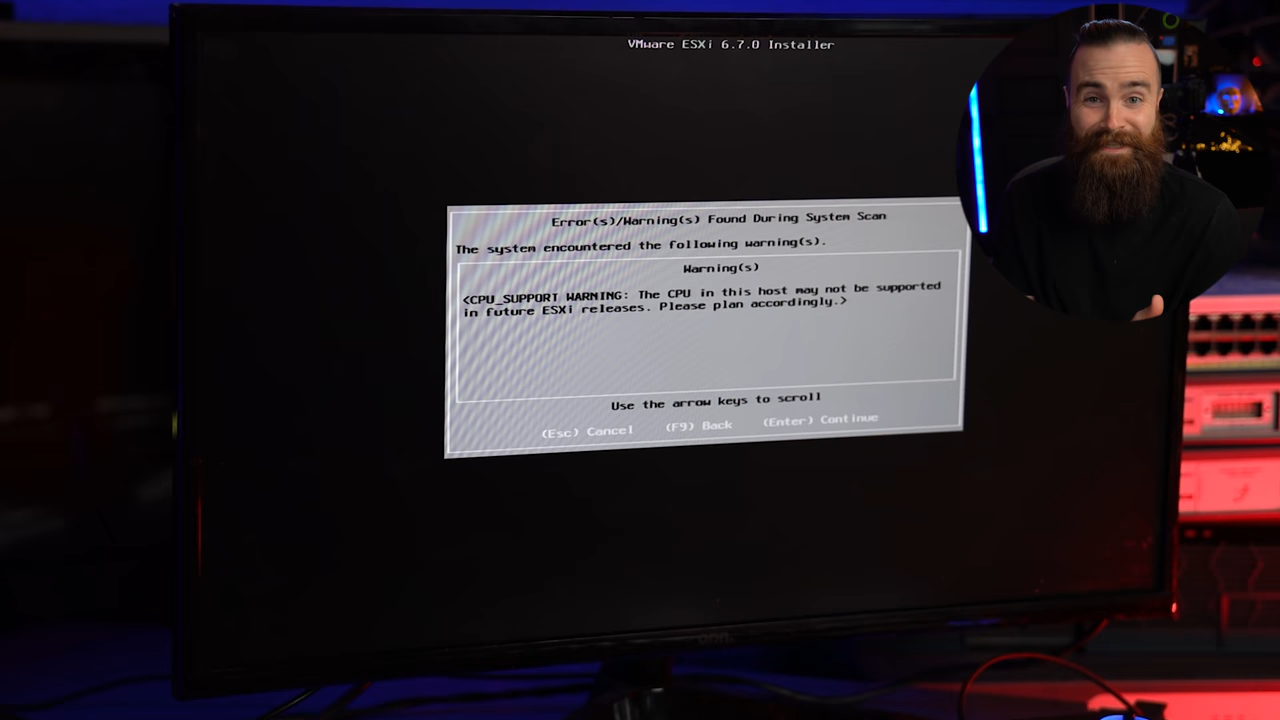 VMware ESXi 6.7.0 Installer
Error(s)/Warning(s) Found During System Scan
The system encountered the following warning(s).
Warning(s)
<CPU_SUPPORT WARNING: The CPU in this host may not be supported
in future ESXi releases. Please plan accordingly.>
Use the arrow keys to scroll
(Esc) Cancel (F9) Back (Enter) Continue